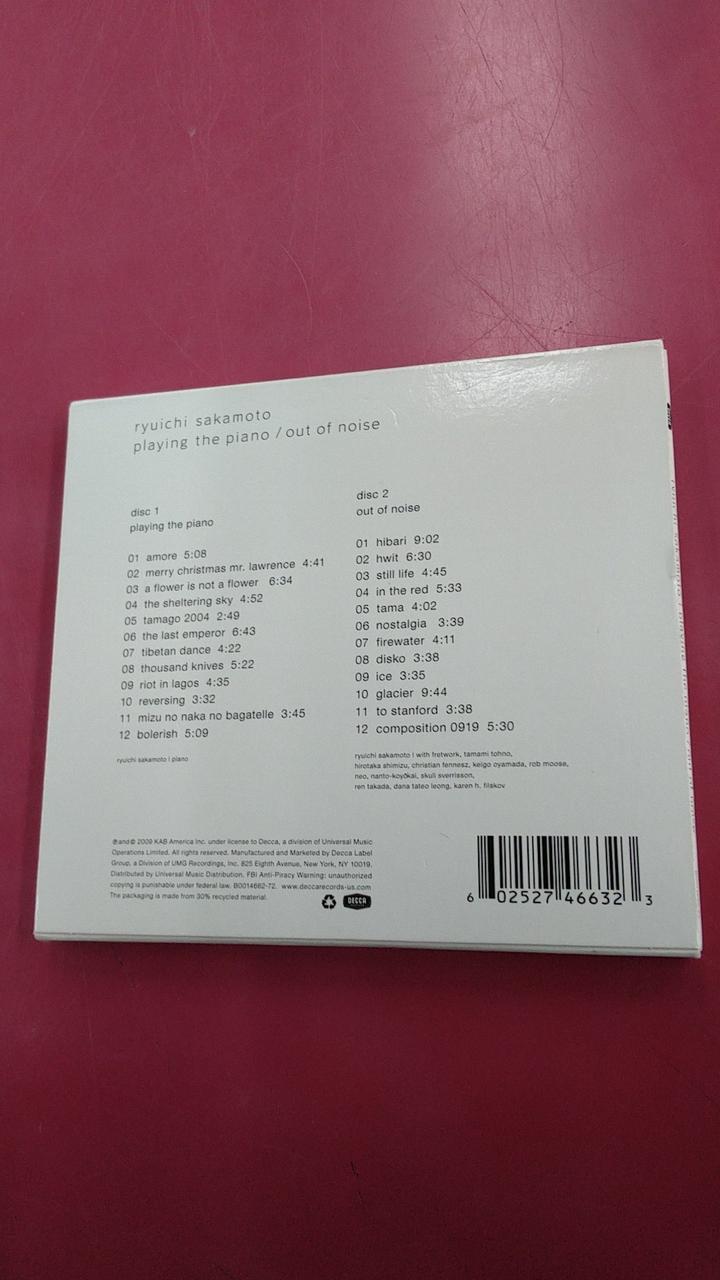 ryuichi sakamoto
playing the piano / out of noise
disc 1
playing the piano
01 amore 5:08
02 merry christmas mr. lawrence 4:41
03 a flower is not a flower 6:34
04 the sheltering sky 4:52
05 tamago 2004 2:49
06 the last emperor 6:43
07 tibetan dance 4:22
08 thousand knives 5:22
09 riot in lagos 4:35
10 reversing 3:32
11 mizu no naka no bagatelle 3:45
12 bolerish 5:09
ryuichi sakamoto | piano
disc 2
out of noise
01 hibari 9:02
02 hwit 6:30
03 still life 4:45
04 in the red 5:33
05 tama 4:02
06 nostalgia 3:39
07 firewater 4:11
08 disko 3:38
09 ice 3:35
10 glacier 9:44
11 to stanford 3:38
12 composition 0919 5:30
ryuichi sakamoto | with fretwork, tamami tohno,
hirotaka shimizu, christian fennesz, keigo oyamada, rob moose,
neo, nanto-koyôkai, skuli sverrisson,
ren takada, dana tateo leong, karen h. filskov
℗and© 2009 KAB America Inc. under license to Decca, a division of Universal Music
Operations Limited. All rights reserved. Manufactured and Marketed by Decca Label
Group, a Division of UMG Recordings, Inc. 825 Eighth Avenue, New York, NY 10019.
Distributed by Universal Music Distribution. FBI Anti-Piracy Warning: unauthorized
copying is punishable under federal law. B0014662-72. www.deccarecords-us.com
The packaging is made from 30% recycled material.
DECCA
6 02527 46632 3